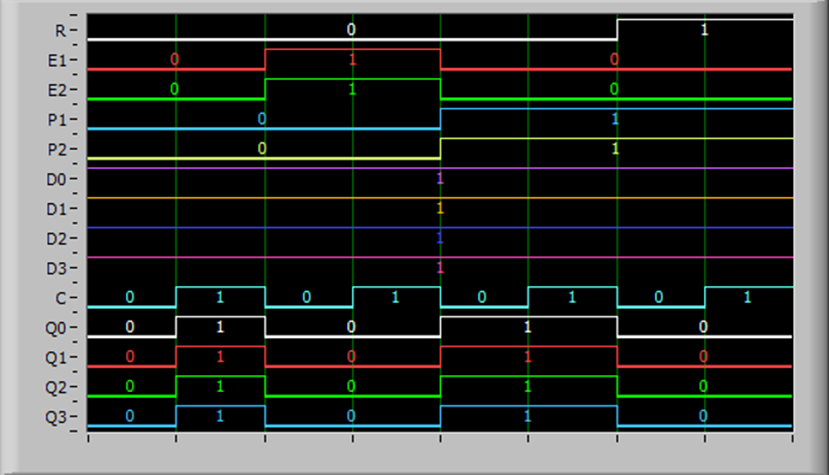 R 0 1
E1 0 1 0
E2 0 1 0
P1 0 1
P2 0 1
D0 1
D1 1
D2 1
D3 1
C 0 1 0 1 0 1 0 1
Q0 0 1 0 1 0
Q1 0 1 0 1 0
Q2 0 1 0 1 0
Q3 0 1 0 1 0